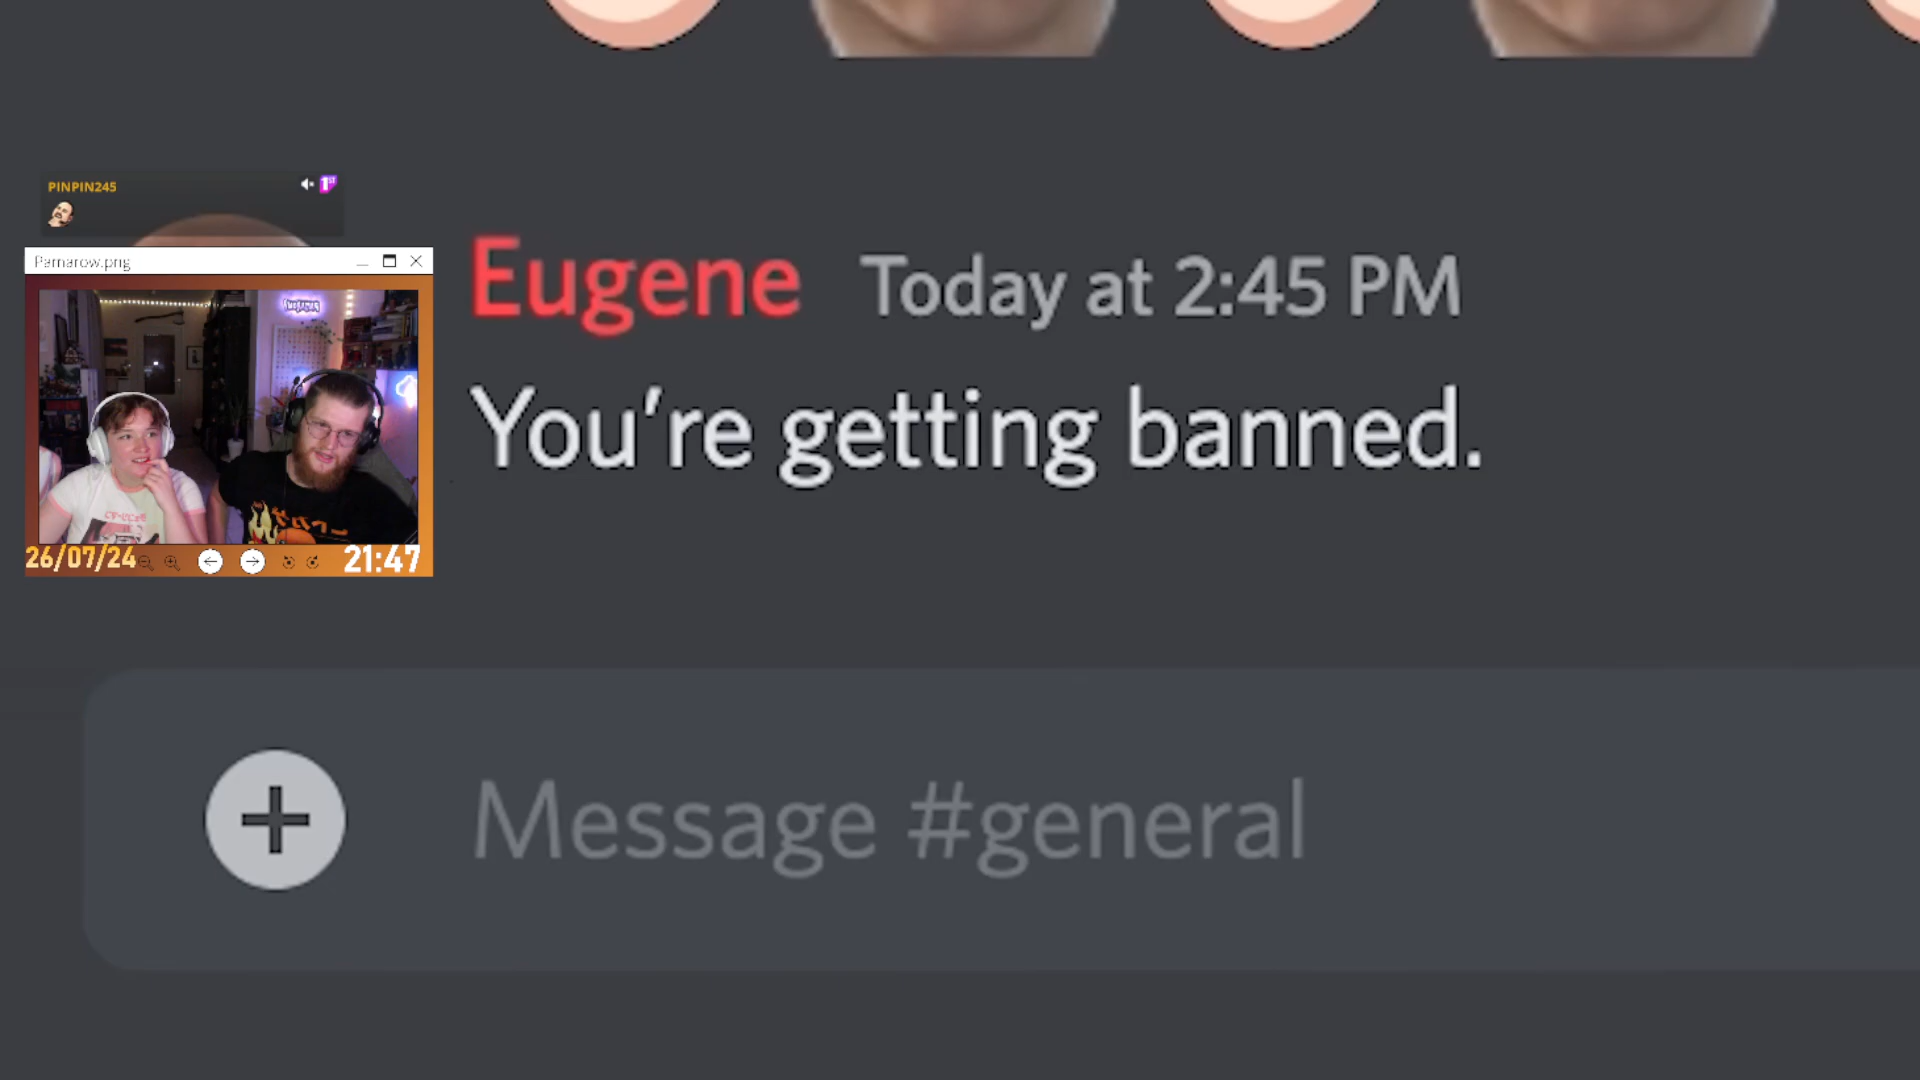 PINPIN245
Pamarow.png
Eugene Today at 2:45 PM
You're getting banned.
26/07/24 21:47
Message #general